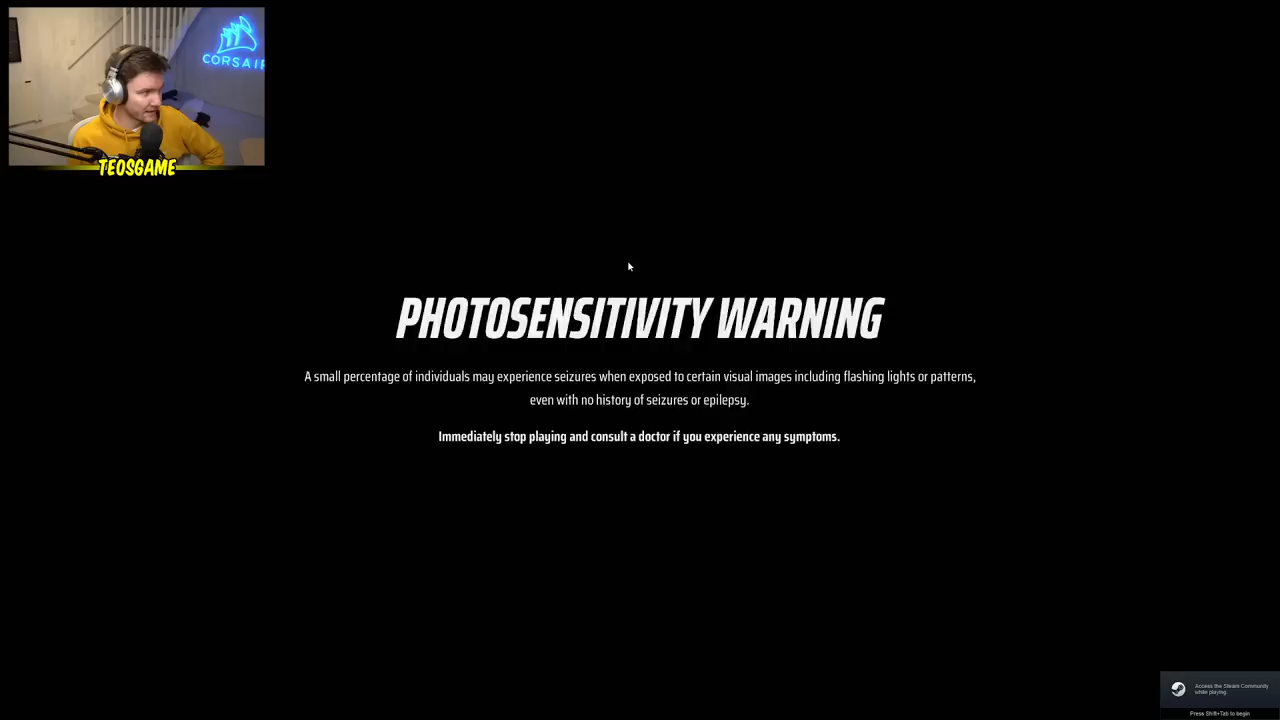 CORSAIR
TEOSGAME
PHOTOSENSITIVITY WARNING
A small percentage of individuals may experience seizures when exposed to certain visual images including flashing lights or patterns,
even with no history of seizures or epilepsy.
Immediately stop playing and consult a doctor if you experience any symptoms.
Access the Steam Community
while playing.
Press Shift+Tab to begin